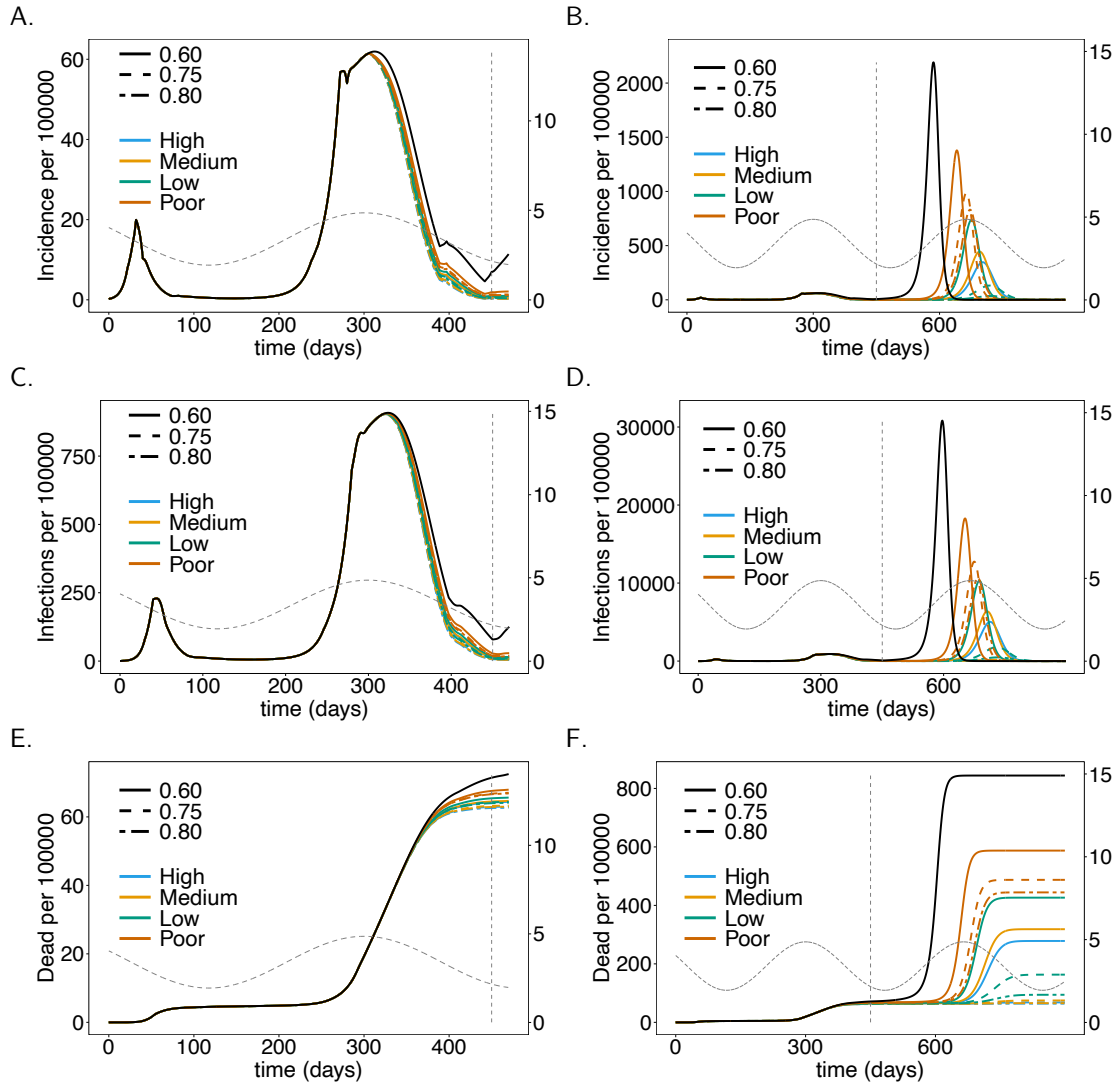 A.
Incidence per 100000
60
40
20
0
0.60
0.75
0.80
High
Medium
Low
Poor
10
5
0
0
100
200
300
400
time (days)
B.
Incidence per 100000
2000
1500
1000
500
0
0.60
0.75
0.80
High
Medium
Low
Poor
15
10
5
0
0
300
600
time (days)
C.
Infections per 100000
750
500
250
0
0.60
0.75
0.80
High
Medium
Low
Poor
15
10
5
0
0
100
200
300
400
time (days)
D.
Infections per 100000
30000
20000
10000
0
0.60
0.75
0.80
High
Medium
Low
Poor
15
10
5
0
0
300
600
time (days)
E.
Dead per 100000
60
40
20
0
0.60
0.75
0.80
High
Medium
Low
Poor
10
5
0
0
100
200
300
400
time (days)
F.
Dead per 100000
800
600
400
200
0
0.60
0.75
0.80
High
Medium
Low
Poor
15
10
5
0
0
300
600
time (days)